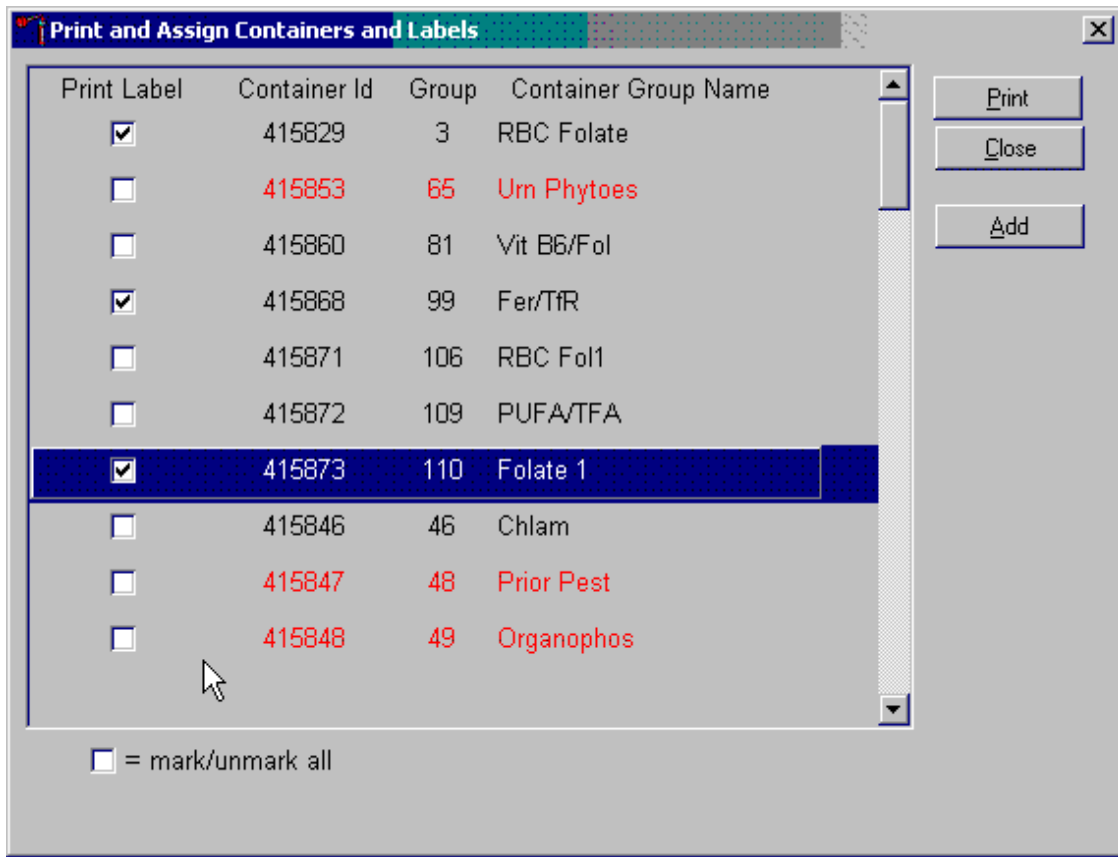 Print and Assign Containers and Labels
Print Label Container Id Group Container Group Name
415829 3 RBC Folate
415853 65 Urn Phytoes
415860 81 Vit B6/Fol
415868 99 Fer/TfR
415871 106 RBC Fol1
415872 109 PUFA/TFA
415873 110 Folate 1
415846 46 Chlam
415847 48 Prior Pest
415848 49 Organophos
= mark/unmark all
Print
Close
Add